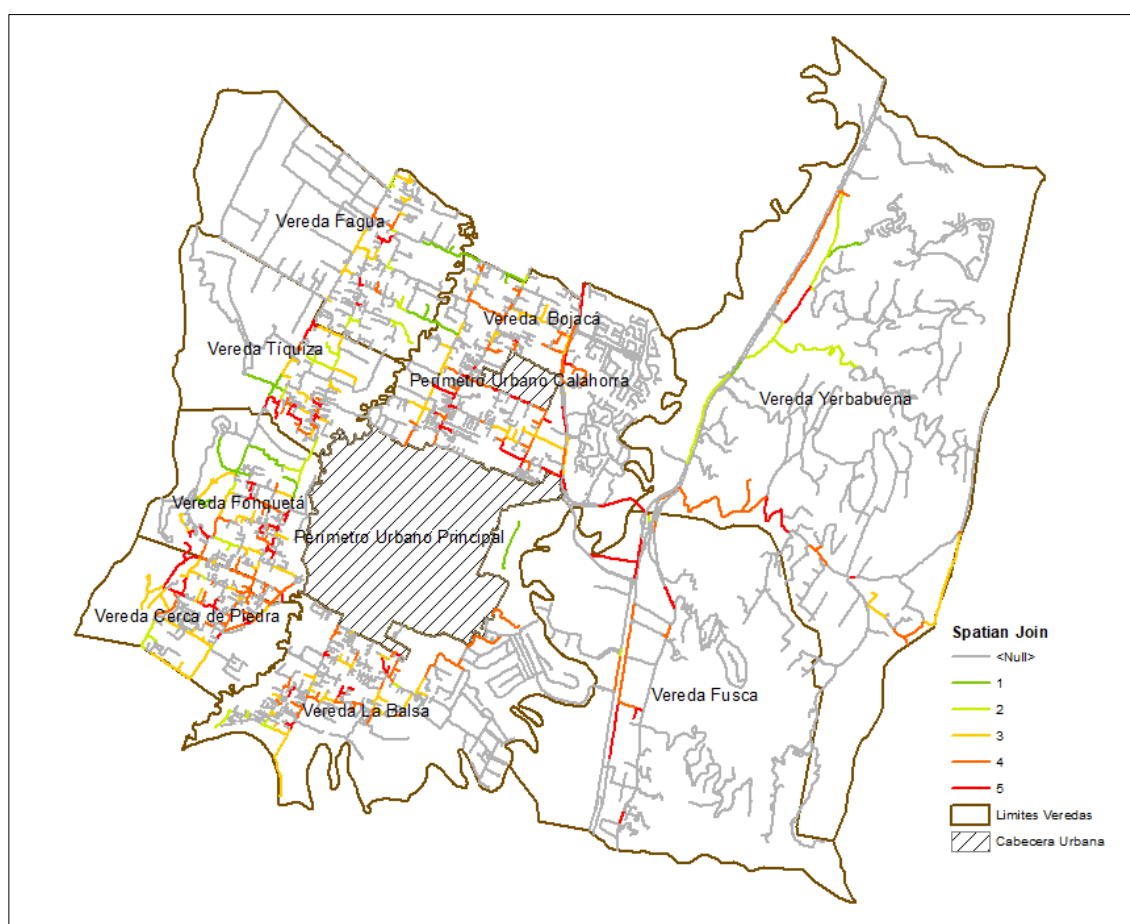 Vereda Fagua
Vereda Bojacá
Vereda Tíquiza
Perímetro Urbano Calahorra
Vereda Yerbabuena
Vereda Fonquetá
Perímetro Urbano Principal
Vereda Cerca de Piedra
Vereda Fusca
Vereda La Balsa
Spatian Join
<Null>
1
2
3
4
5
Limites Veredas
Cabecera Urbana